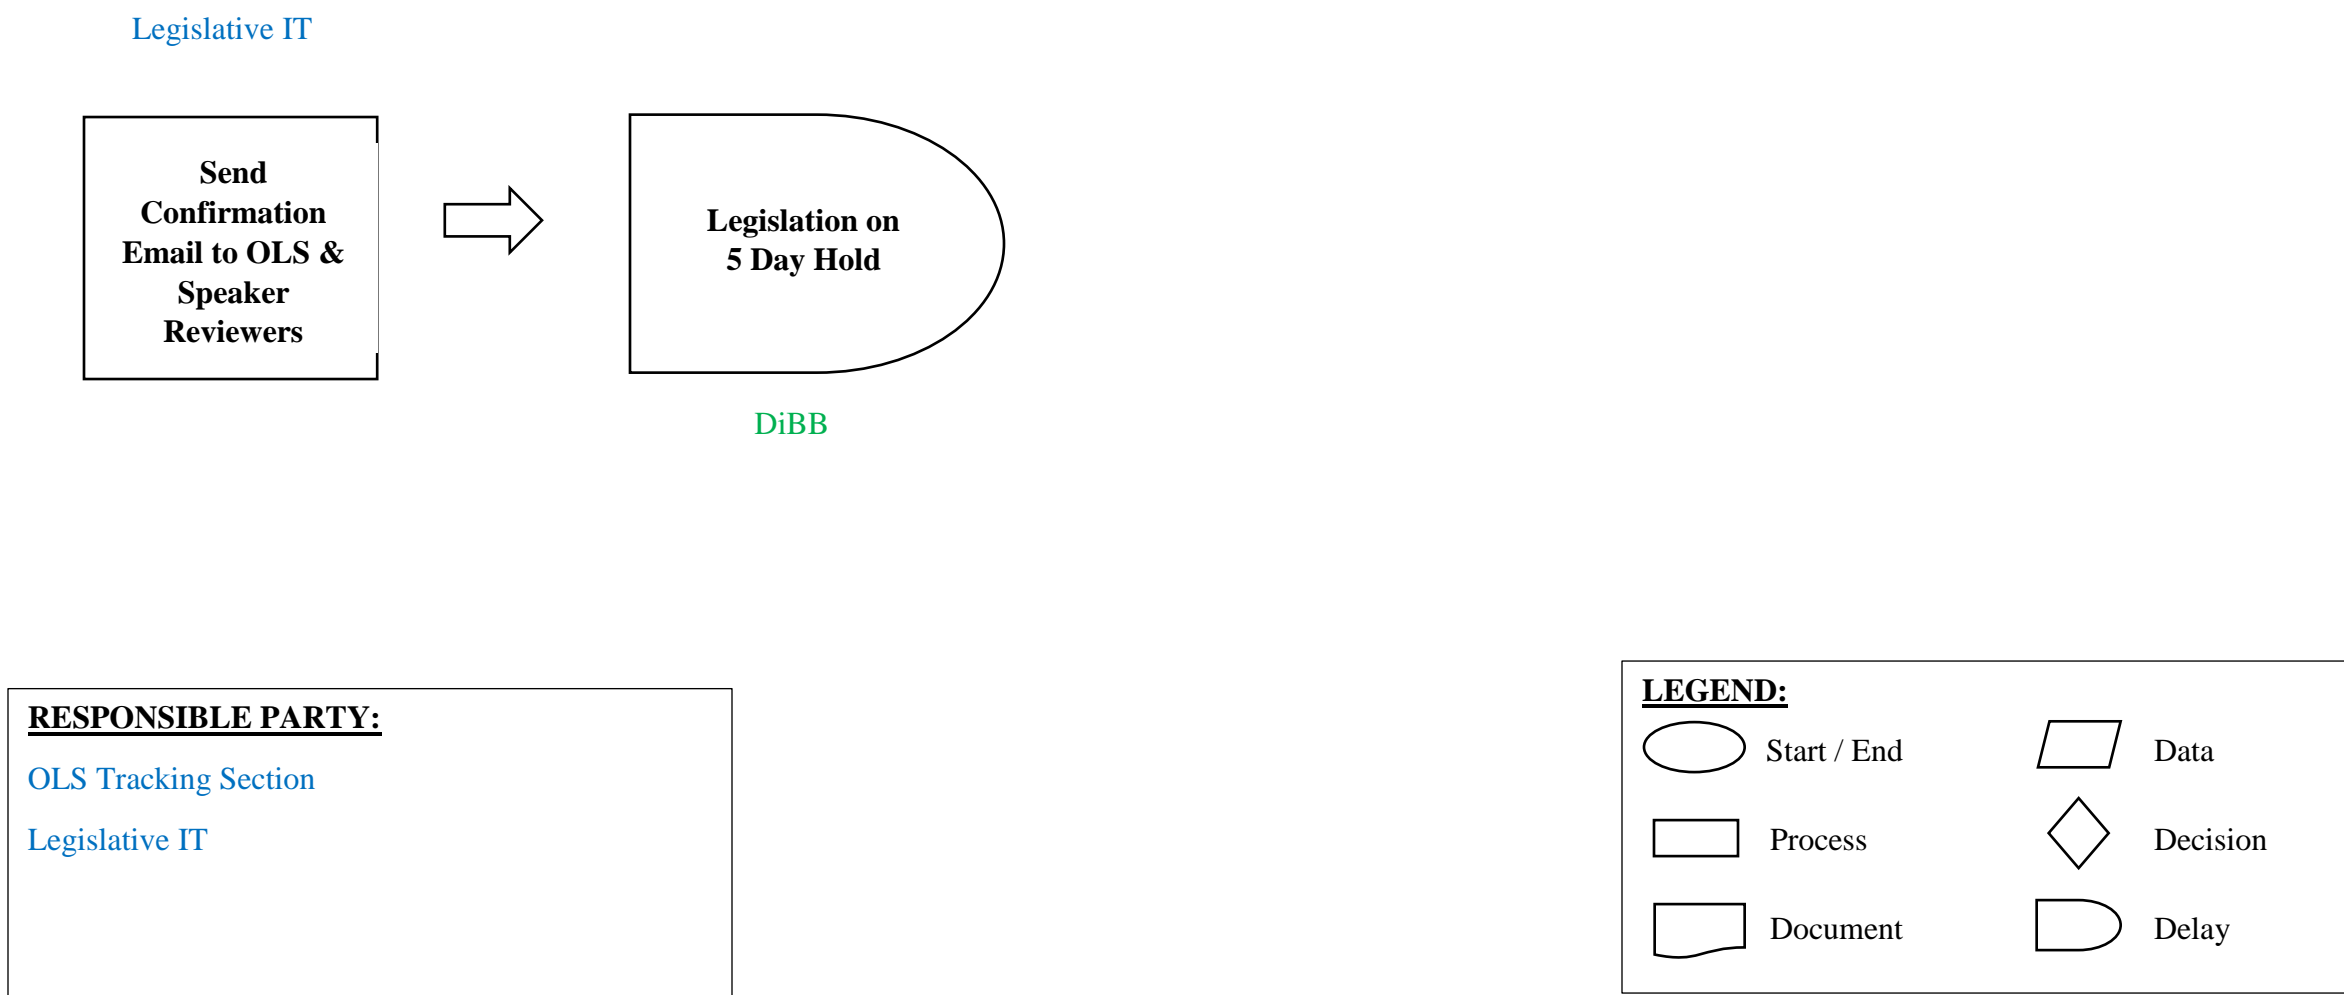 Legislative IT
Send
Confirmation
Email to OLS &
Speaker
Reviewers
Legislation on
5 Day Hold
DiBB
RESPONSIBLE PARTY:
OLS Tracking Section
Legislative IT
LEGEND:
Start / End
Data
Process
Decision
Document
Delay